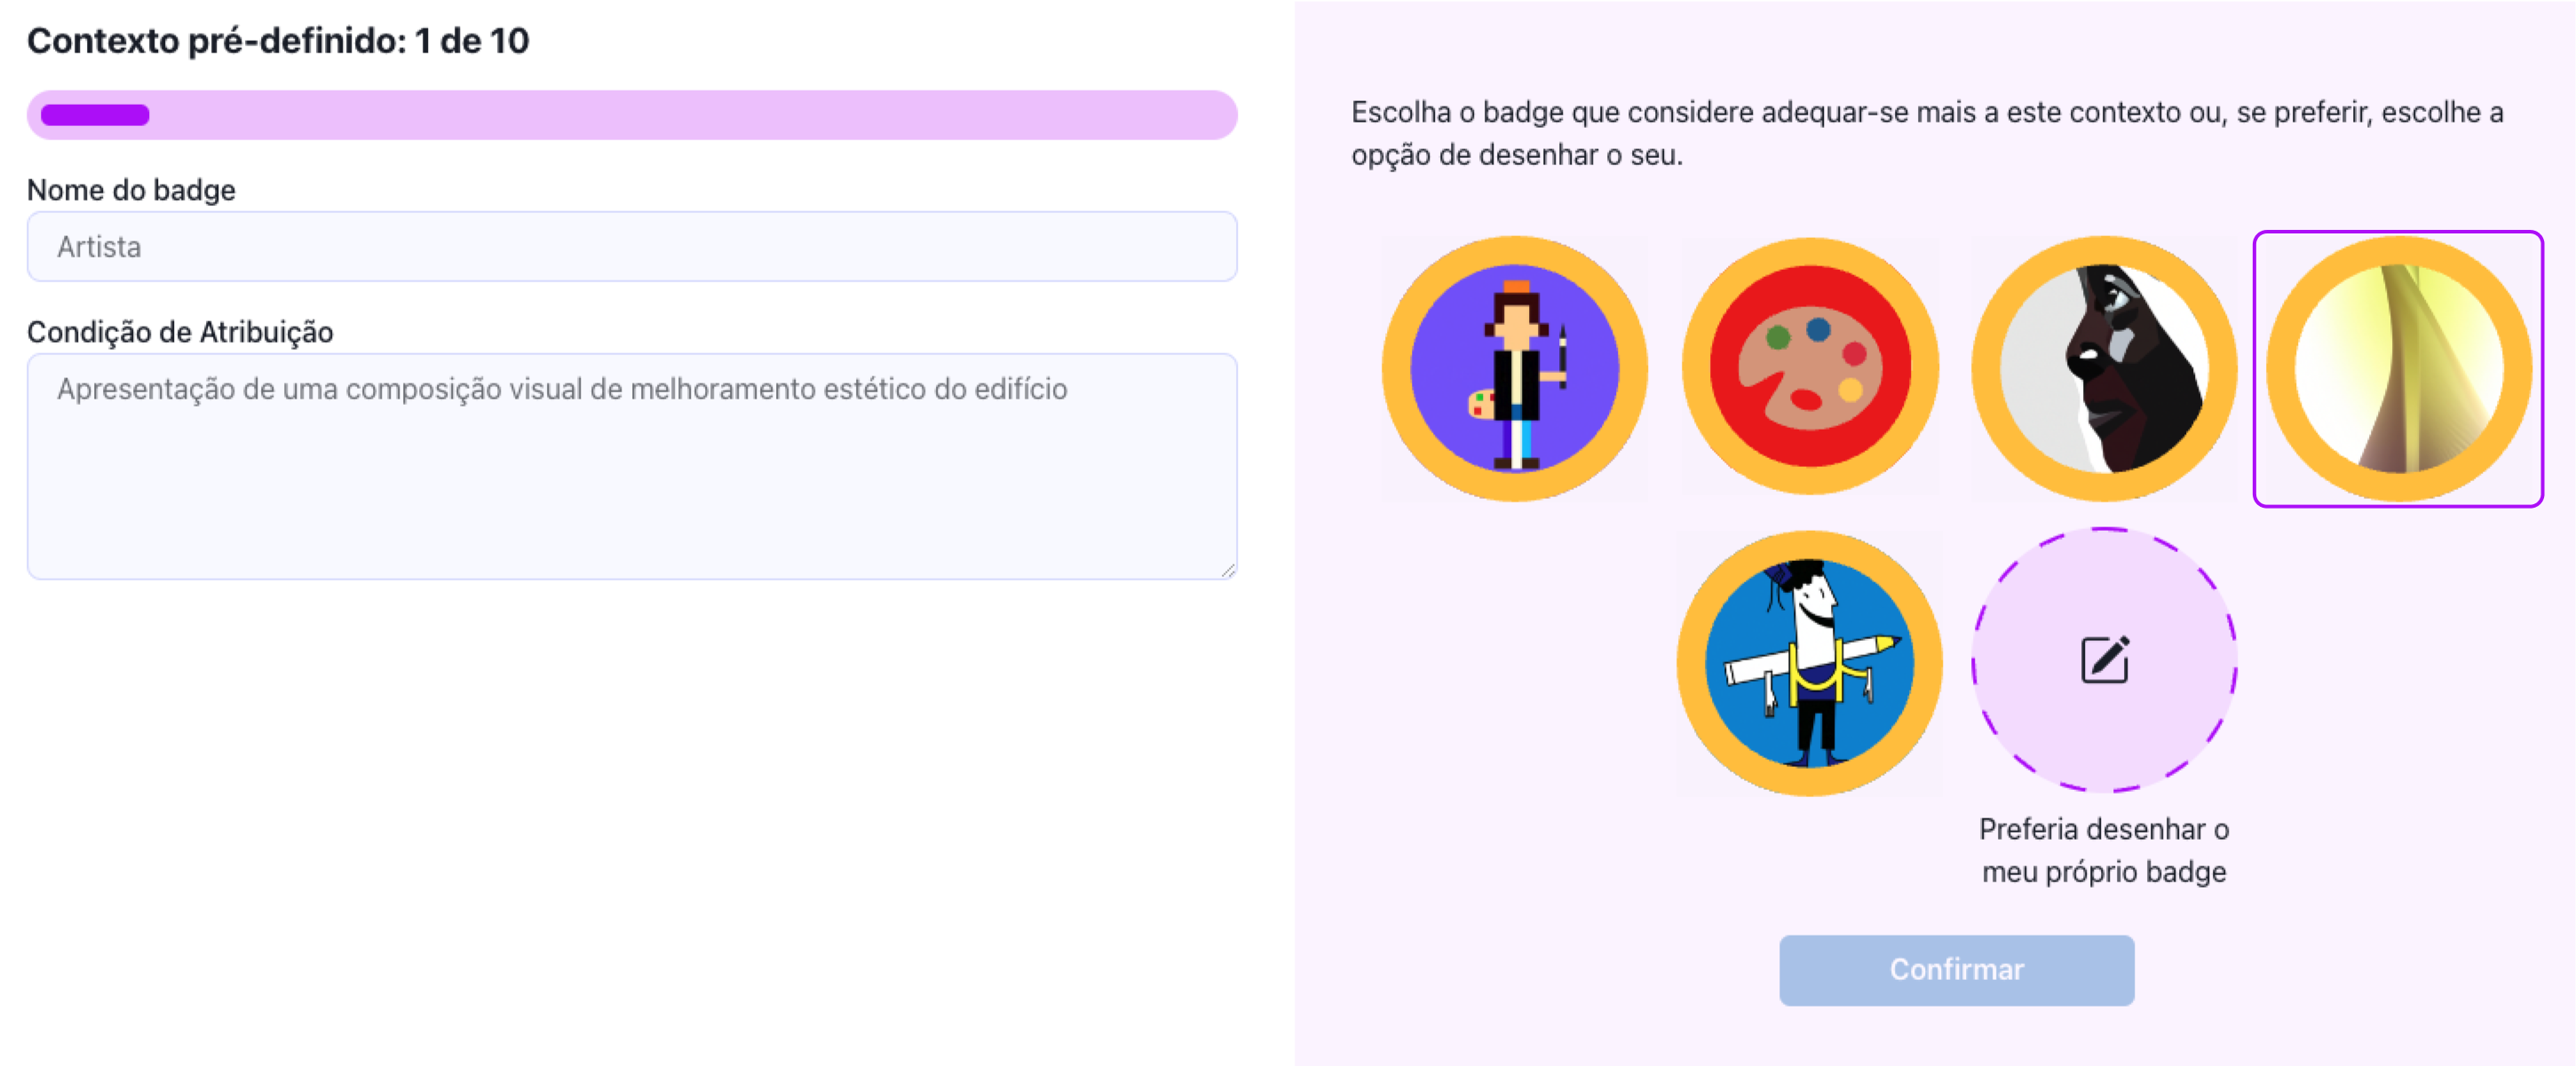 Contexto pré-definido: 1 de 10
Nome do badge
Artista
Condição de Atribuição
Apresentação de uma composição visual de melhoramento estético do edifício
Escolha o badge que considere adequar-se mais a este contexto ou, se preferir, escolhe a
opção de desenhar o seu.
Preferia desenhar o
meu próprio badge
Confirmar